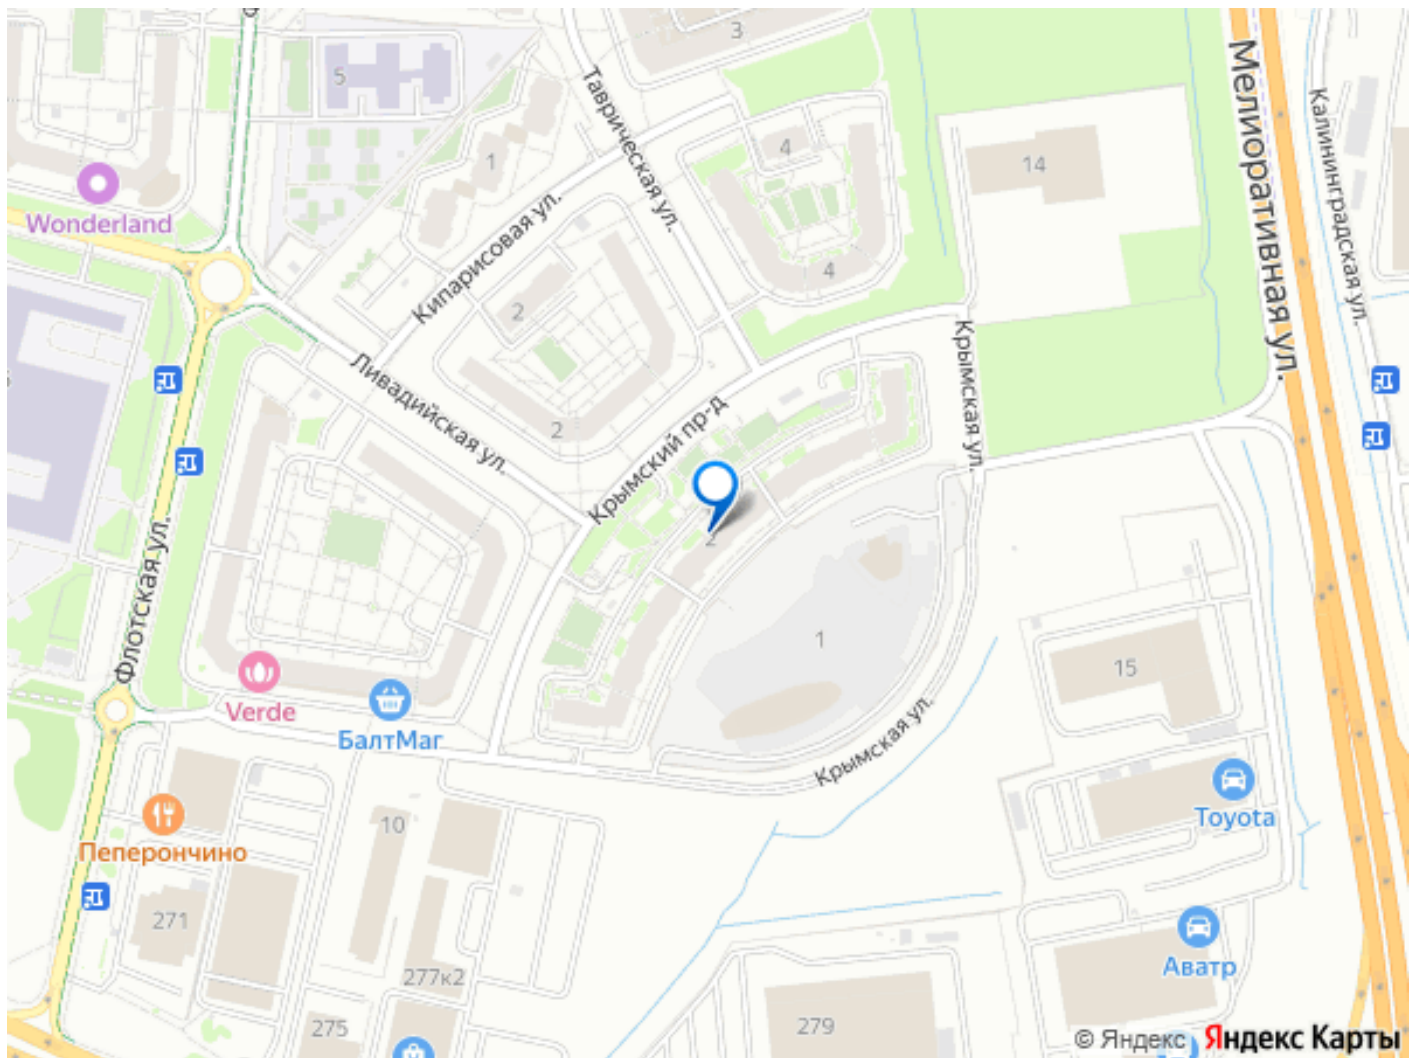 3
5
Таврическая ул.
Мелиоративная ул.
Калининградская ул.
1
4
14
Wonderland
Кипарисовая ул.
4
2
Крымская ул.
Ливадийская ул.
Крымский пр-д
2
2
Флотская ул.
1
15
Verde
БалтМаг
Крымская ул.
Toyota
10
Пеперончино
271
Аватр
277к2
275
279
© Яндекс Яндекс Карты